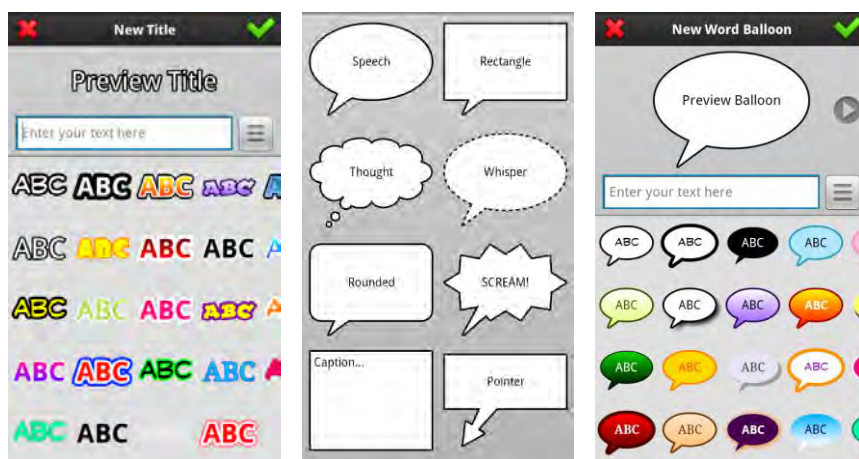 New Title
Preview Title
Enter your text here
ABC ABC ABC ABC
ABC ABC ABC ABC
ABC ABC ABC ABC
ABC ABC ABC ABC
ABC ABC ABC
Speech Rectangle
Thought Whisper
Rounded SCREAM!
Caption... Pointer
New Word Balloon
Preview Balloon
Enter your text here
ABC ABC ABC ABC
ABC ABC ABC ABC
ABC ABC ABC ABC
ABC ABC ABC ABC